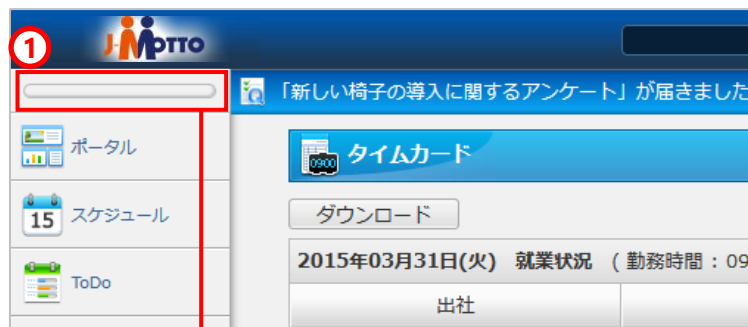 ①
J-MOTTO
「新しい椅子の導入に関するアンケート」が届きました
ポータル
0900
タイムカード
15
スケジュール
ダウンロード
ToDo
2015年03月31日(火) 就業状況 ( 勤務時間 : 09
出社